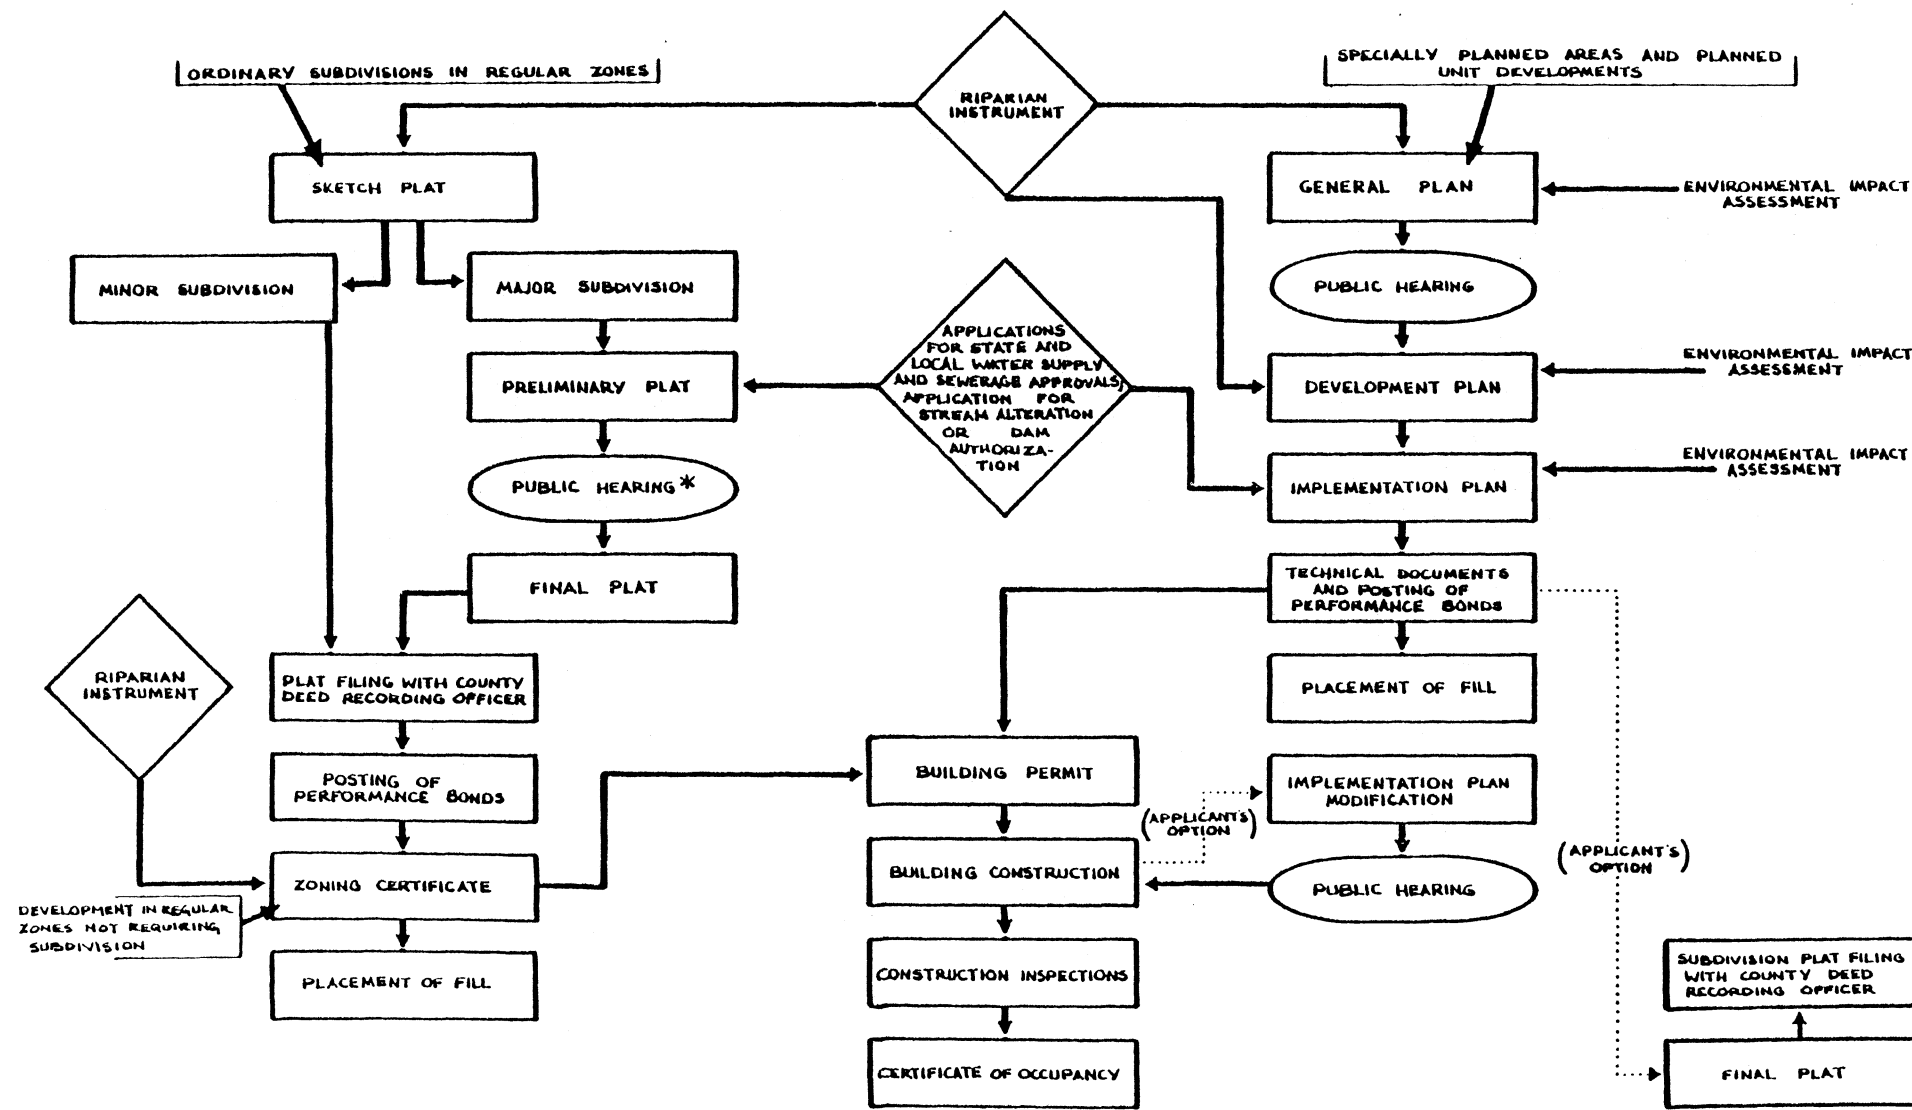 ORDINARY SUBDIVISIONS IN REGULAR ZONES
RIPARIAN
INSTRUMENT
SPECIALLY PLANNED AREAS AND PLANNED
UNIT DEVELOPMENTS
SKETCH PLAT
GENERAL PLAN
ENVIRONMENTAL IMPACT
ASSESSMENT
MINOR SUBDIVISION
MAJOR SUBDIVISION
PUBLIC HEARING
APPLICATIONS
FOR STATE AND
LOCAL WATER SUPPLY
AND SEWERAGE APPROVALS,
APPLICATION FOR
STREAM ALTERATION
OR DAM
AUTHORIZA-
TION
PRELIMINARY PLAT
DEVELOPMENT PLAN
ENVIRONMENTAL IMPACT
ASSESSMENT
PUBLIC HEARING*
IMPLEMENTATION PLAN
ENVIRONMENTAL IMPACT
ASSESSMENT
FINAL PLAT
TECHNICAL DOCUMENTS
AND POSTING OF
PERFORMANCE BONDS
RIPARIAN
INSTRUMENT
PLAT FILING WITH COUNTY
DEED RECORDING OFFICER
PLACEMENT OF FILL
POSTING OF
PERFORMANCE BONDS
BUILDING PERMIT
IMPLEMENTATION PLAN
MODIFICATION
(APPLICANT'S
OPTION)
ZONING CERTIFICATE
BUILDING CONSTRUCTION
PUBLIC HEARING
(APPLICANT'S
OPTION)
DEVELOPMENT IN REGULAR
ZONES NOT REQUIRING
SUBDIVISION
PLACEMENT OF FILL
CONSTRUCTION INSPECTIONS
SUBDIVISION PLAT FILING
WITH COUNTY DEED
RECORDING OFFICER
CERTIFICATE OF OCCUPANCY
FINAL PLAT